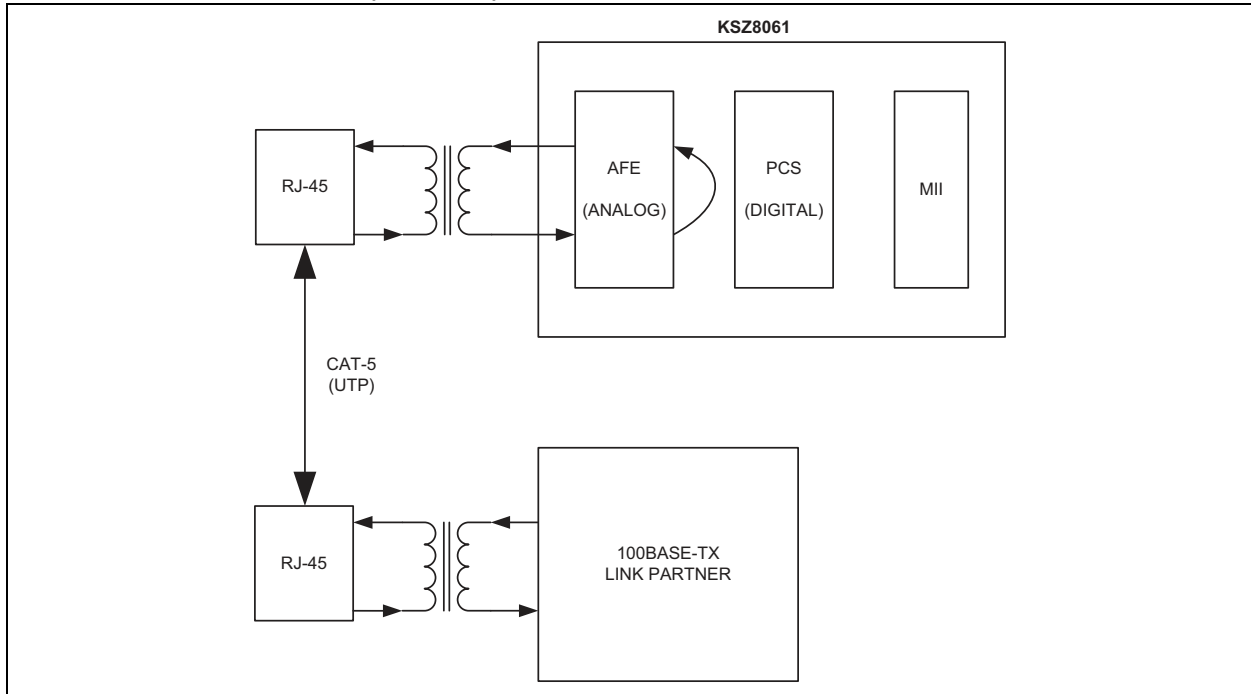 KSZ8061
RJ-45
AFE
(ANALOG)
PCS
(DIGITAL)
MII
CAT-5
(UTP)
RJ-45
100BASE-TX
LINK PARTNER